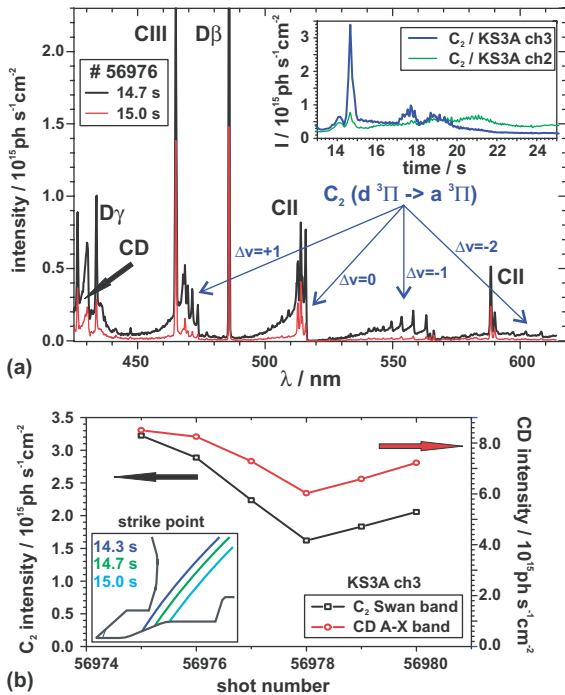 2.0
1.5
1.0
0.5
0.0
intensity / 10¹⁵ph s⁻¹cm⁻²
CIII
Dβ
# 56976
14.7 s
15.0 s
Dγ
CD
CII
CII
C₂ (d ³Π -> a ³Π)
Δv=+1
Δv=0
Δv=-1
Δv=-2
450
500
550
600
λ / nm
(a)
4
3
2
1
0
I / 10¹⁵ph s⁻¹cm⁻²
C₂ / KS3A ch3
C₂ / KS3A ch2
14
16
18
20
22
24
time / s
3.5
3.0
2.5
2.0
1.5
1.0
0.5
0.0
C₂ intensity / 10¹⁵ph s⁻¹cm⁻²
8.0
6.0
4.0
2.0
0.0
CD intensity / 10¹⁵ph s⁻¹cm⁻²
strike point
14.3 s
14.7 s
15.0 s
KS3A ch3
C₂ Swan band
CD A-X band
56974
56976
56978
56980
shot number
(b)